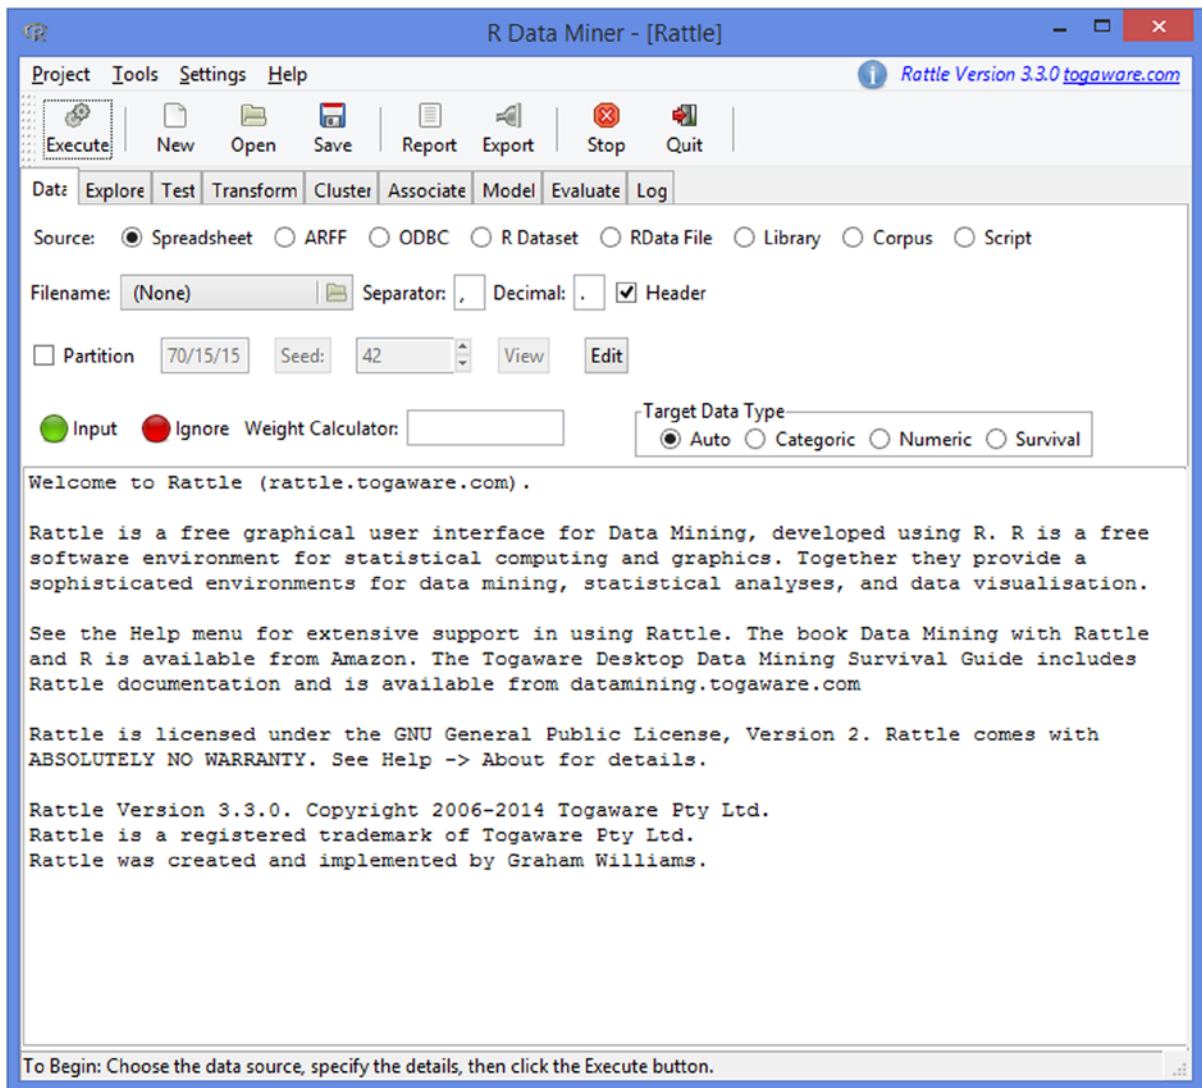 R Data Miner - [Rattle]
Project Tools Settings Help
Rattle Version 3.3.0 togaware.com
Execute New Open Save Report Export Stop Quit
Data Explore Test Transform Cluster Associate Model Evaluate Log
Source: Spreadsheet ARFF ODBC R Dataset RData File Library Corpus Script
Filename: (None) Separator: , Decimal: . Header
Partition 70/15/15 Seed: 42 View Edit
Target Data Type
Input Ignore Weight Calculator: Auto Categoric Numeric Survival
Welcome to Rattle (rattle.togaware.com).
Rattle is a free graphical user interface for Data Mining, developed using R. R is a free
software environment for statistical computing and graphics. Together they provide a
sophisticated environments for data mining, statistical analyses, and data visualisation.
See the Help menu for extensive support in using Rattle. The book Data Mining with Rattle
and R is available from Amazon. The Togaware Desktop Data Mining Survival Guide includes
Rattle documentation and is available from datamining.togaware.com
Rattle is licensed under the GNU General Public License, Version 2. Rattle comes with
ABSOLUTELY NO WARRANTY. See Help -> About for details.
Rattle Version 3.3.0. Copyright 2006-2014 Togaware Pty Ltd.
Rattle is a registered trademark of Togaware Pty Ltd.
Rattle was created and implemented by Graham Williams.
To Begin: Choose the data source, specify the details, then click the Execute button.